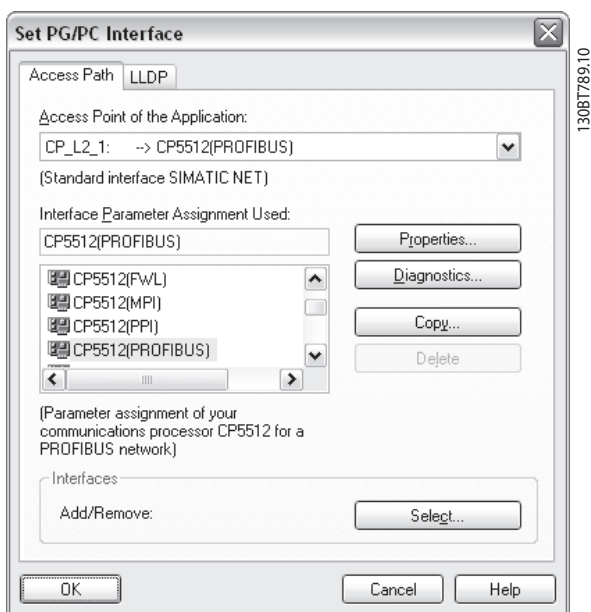 Set PG/PC Interface
Access Path LLDP
Access Point of the Application:
CP_L2_1: --> CP5512(PROFIBUS)
(Standard interface SIMATIC NET)
Interface Parameter Assignment Used:
CP5512(PROFIBUS)
Properties...
Diagnostics...
Copy...
Delete
CP5512(FWL)
CP5512(MPI)
CP5512(PPI)
CP5512(PROFIBUS)
(Parameter assignment of your
communications processor CP5512 for a
PROFIBUS network)
Interfaces
Add/Remove:
Select...
OK
Cancel
Help
130BT789.10